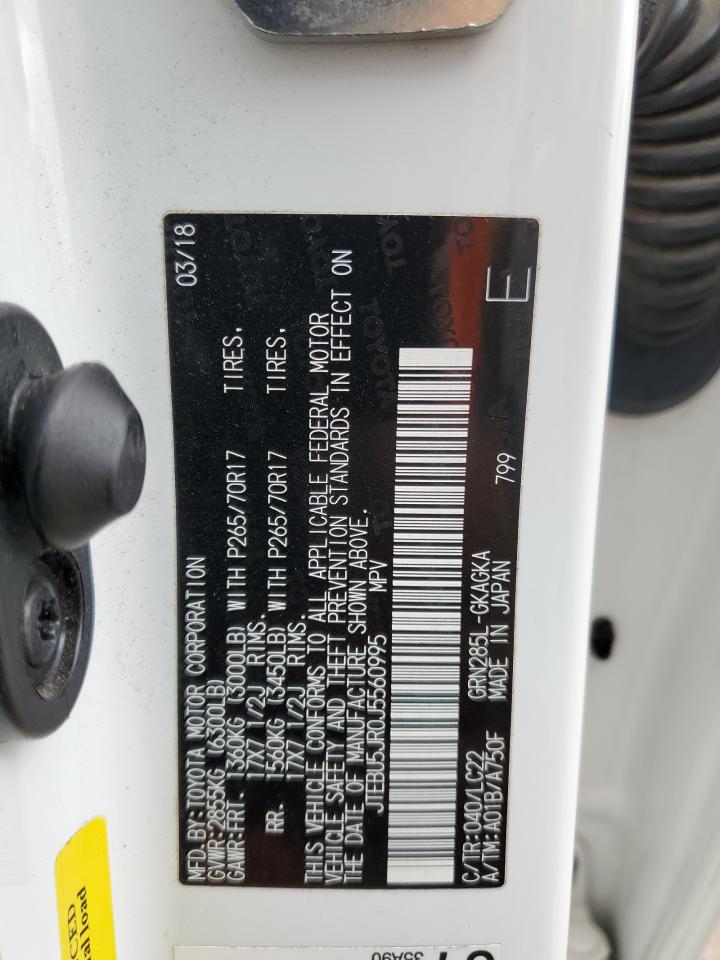 MFD.BY:TOYOTA MOTOR CORPORATION 03/18
GVWR:2855KG (6300LB)
GAWR:FRT. 1360KG (3000LB) WITH P265/70R17 TIRES,
17X7 1/2J RIMS.
RR. 1560KG (3450LB) WITH P265/70R17 TIRES,
17X7 1/2J RIMS.
THIS VEHICLE CONFORMS TO ALL APPLICABLE FEDERAL MOTOR
VEHICLE SAFETY AND THEFT PREVENTION STANDARDS IN EFFECT ON
THE DATE OF MANUFACTURE SHOWN ABOVE.
JTEBU5JR0J5560995 MPV
C/TR:040/LC22 GRN285L-GKAGKA 799 E
A/TM:A01B/A750F MADE IN JAPAN
35A90